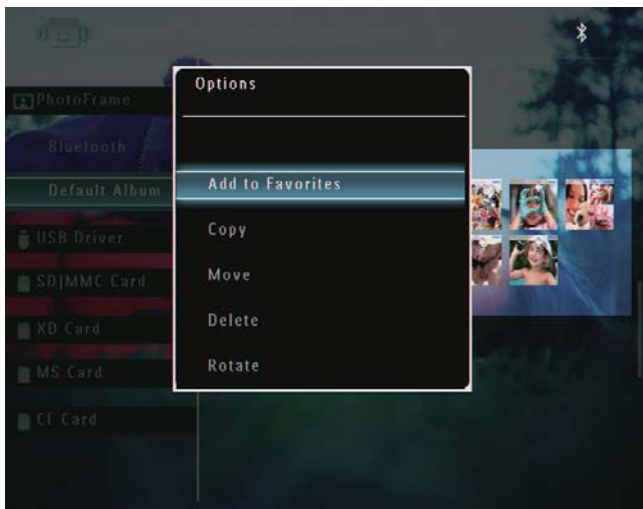 PhotoFrame
Bluetooth
Default Album
USB Driver
SD|MMC Card
XD Card
MS Card
CF Card
Options
Add to Favorites
Copy
Move
Delete
Rotate